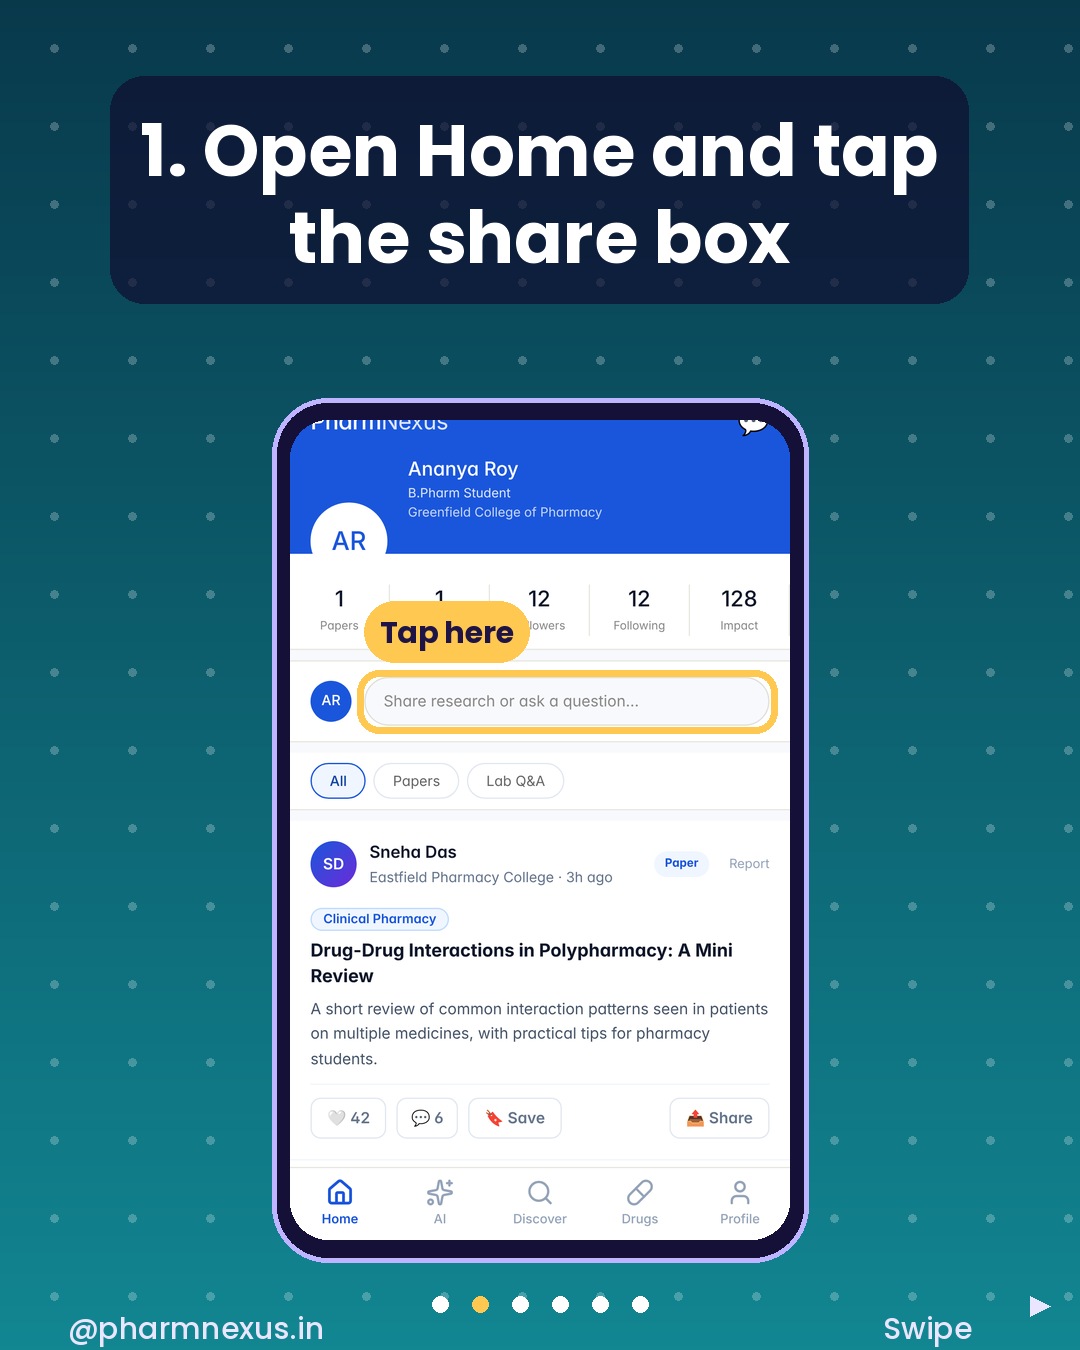 1. Open Home and tap
the share box
PharmNexus
Ananya Roy
B.Pharm Student
Greenfield College of Pharmacy
AR
1
1
12
12
128
Papers
Following
Impact
Tap here
AR
Share research or ask a question...
All
Papers
Lab Q&A
SD
Sneha Das
Eastfield Pharmacy College · 3h ago
Paper
Report
Clinical Pharmacy
Drug-Drug Interactions in Polypharmacy: A Mini
Review
A short review of common interaction patterns seen in patients
on multiple medicines, with practical tips for pharmacy
students.
42
6
Save
Share
Home
AI
Discover
Drugs
Profile
@pharmnexus.in
Swipe